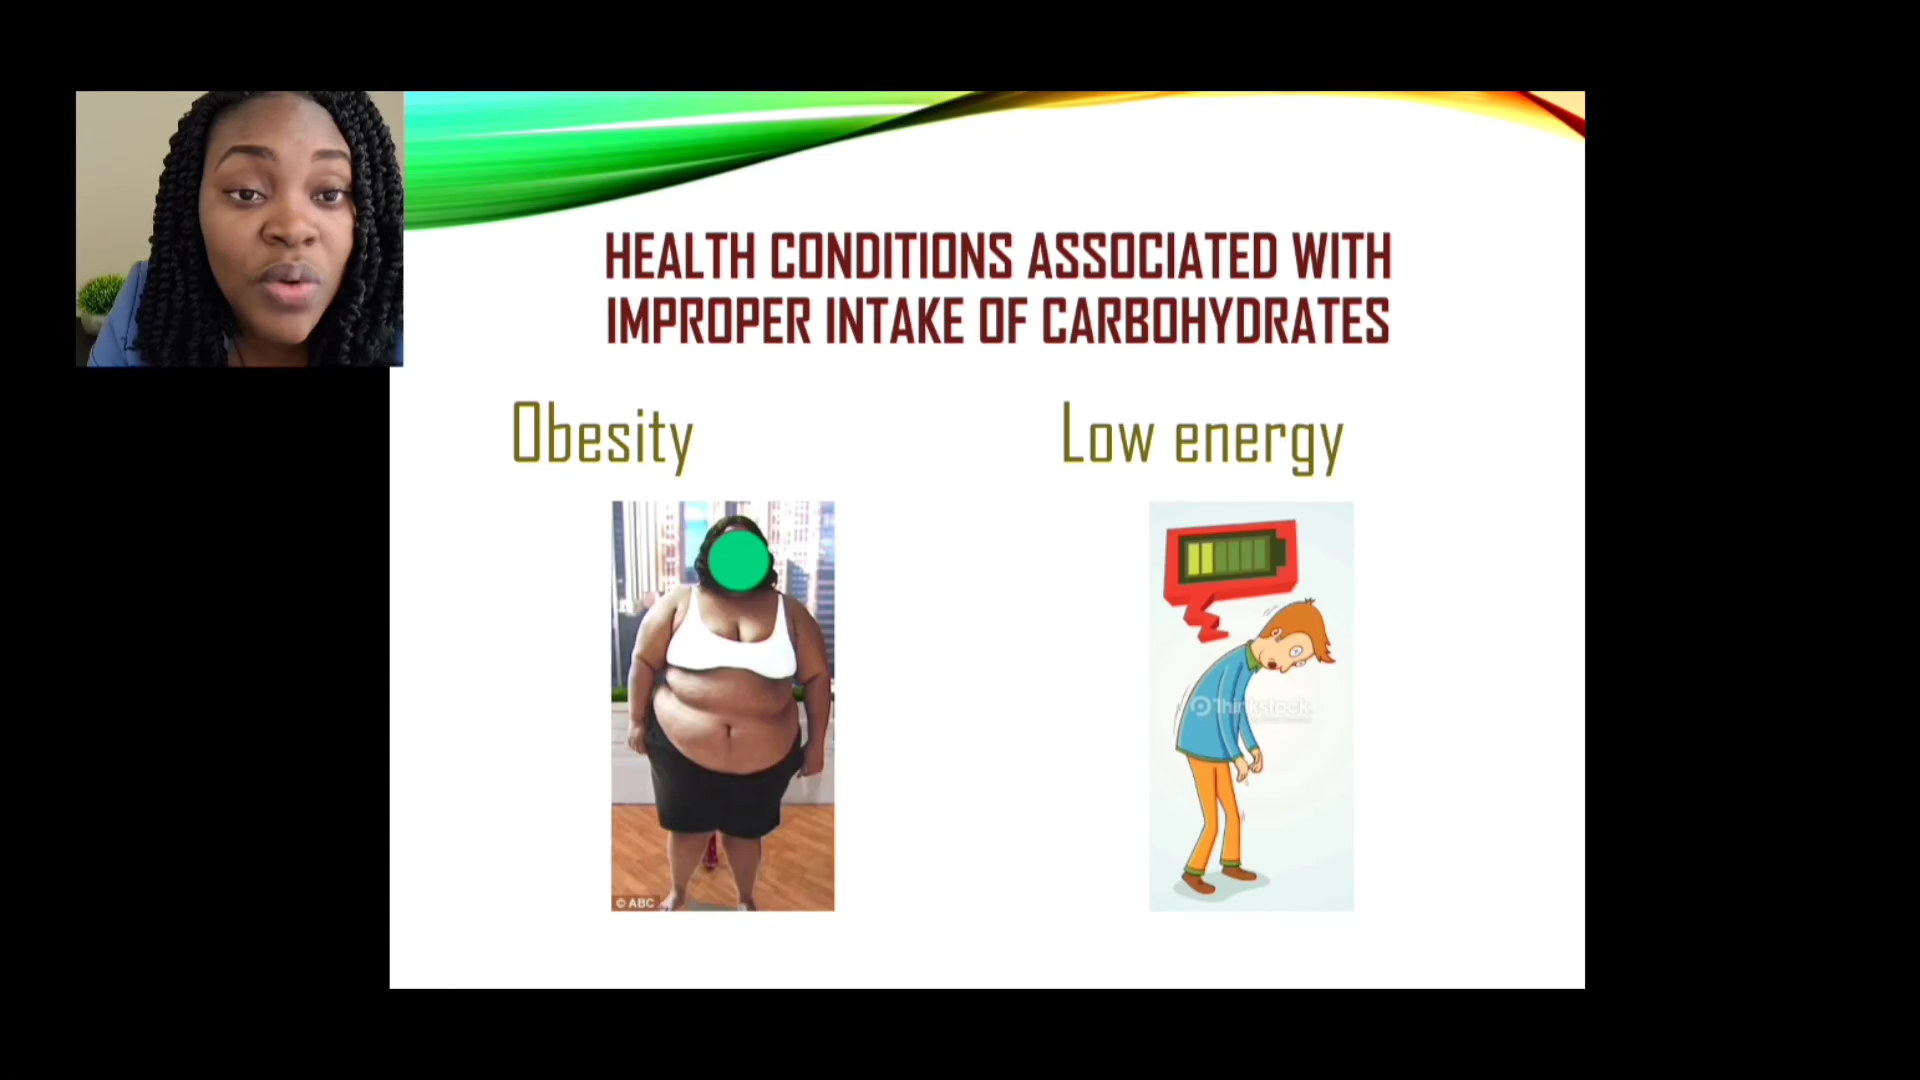 HEALTH CONDITIONS ASSOCIATED WITH
IMPROPER INTAKE OF CARBOHYDRATES
Obesity
Low energy
Thinkstock
© ABC